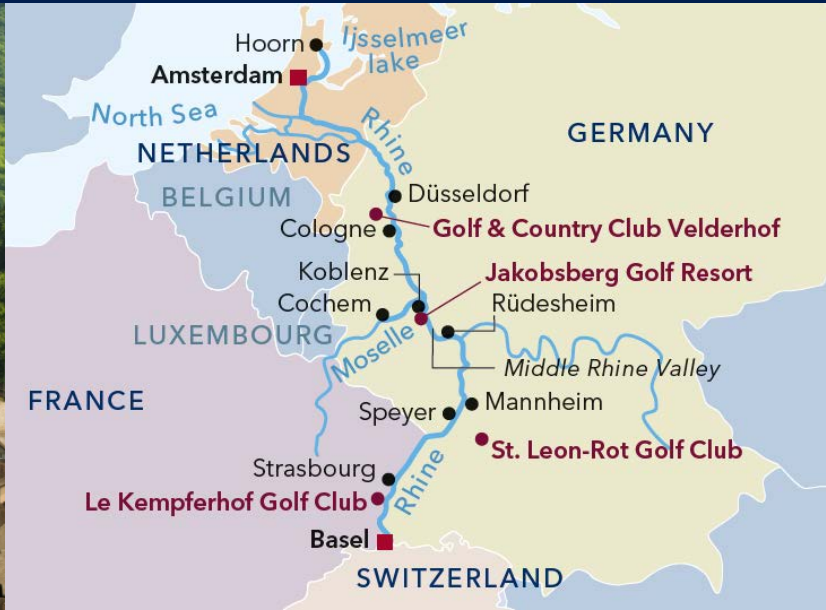 Hoorn
Ijsselmeer
lake
Amsterdam
North Sea
Rhine
GERMANY
NETHERLANDS
BELGIUM
Düsseldorf
Cologne
Golf & Country Club Velderhof
Koblenz
Jakobsberg Golf Resort
Cochem
Rüdesheim
LUXEMBOURG
Moselle
Middle Rhine Valley
FRANCE
Speyer
Mannheim
St. Leon-Rot Golf Club
Strasbourg
Rhine
Le Kempferhof Golf Club
Basel
SWITZERLAND